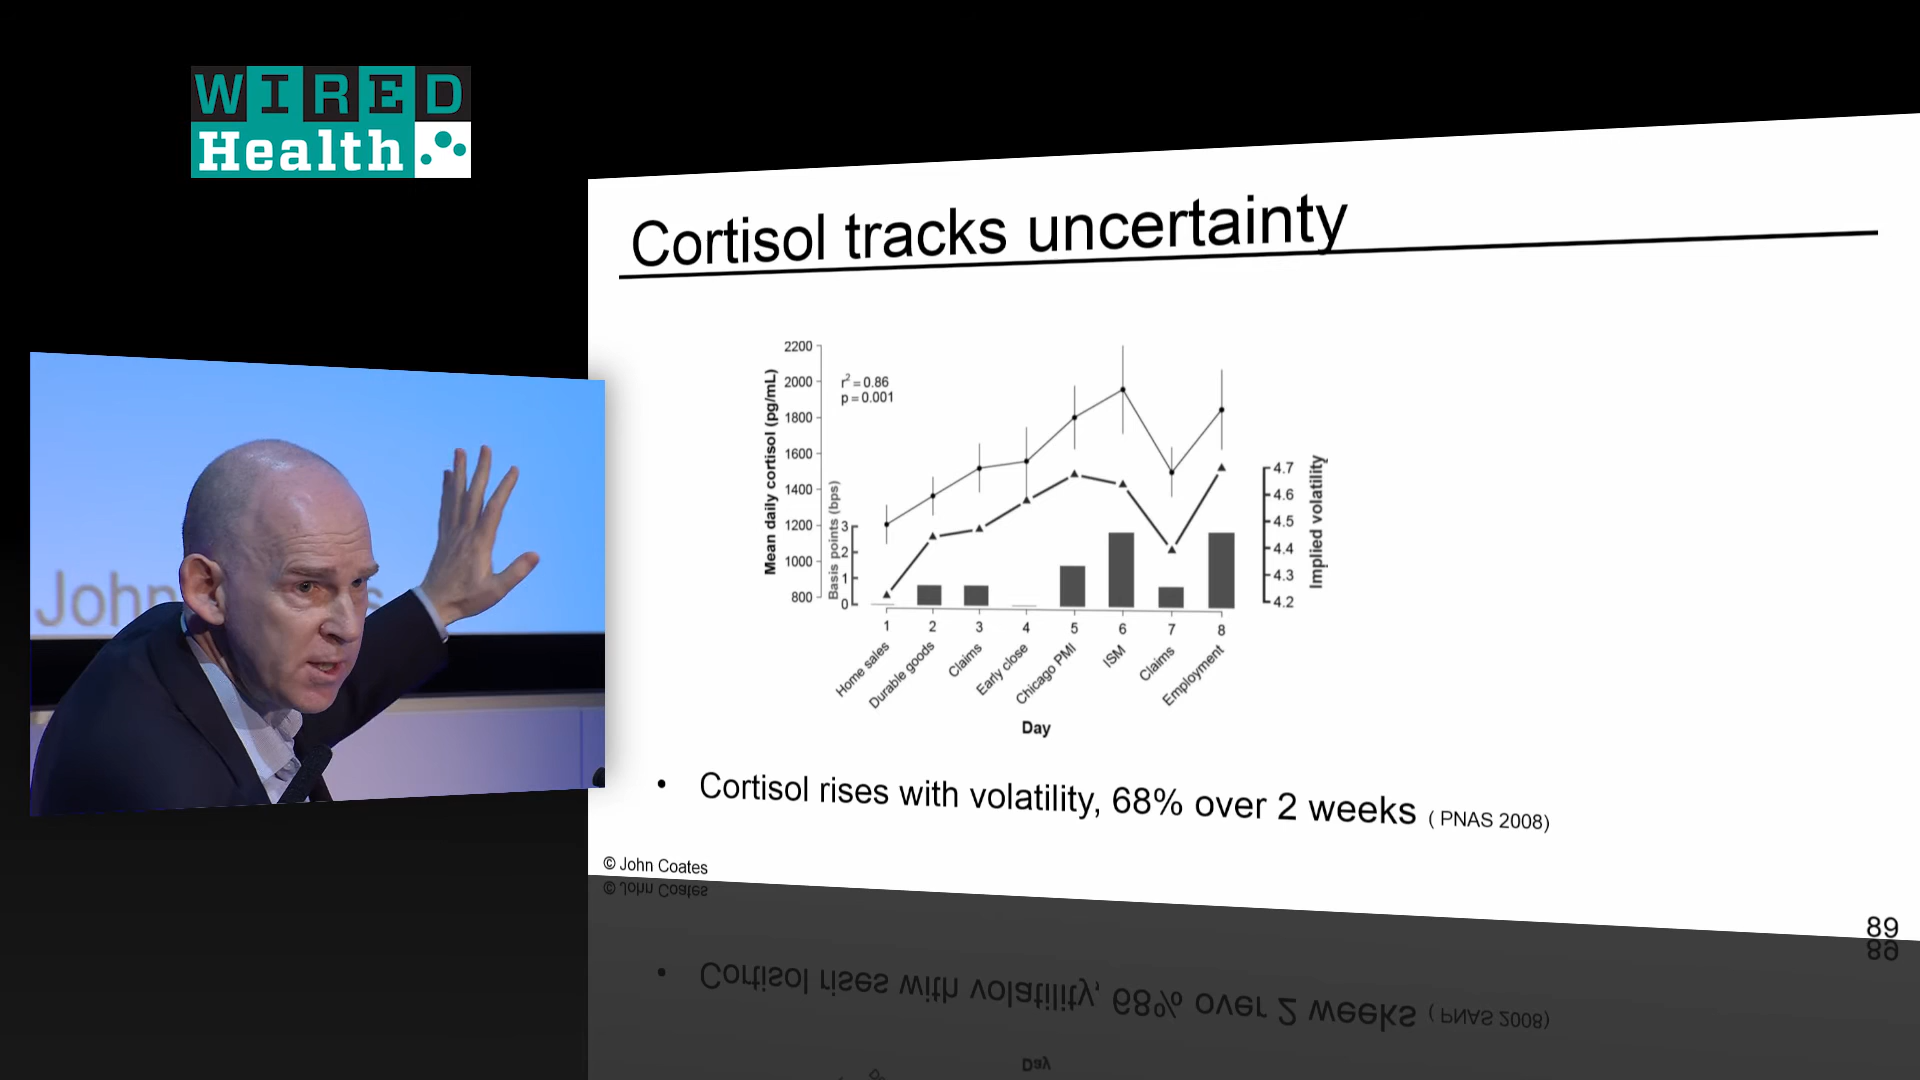 WIRED
Health
Cortisol tracks uncertainty
2200
2000
1800
1600
1400
1200
1000
800
Mean daily cortisol (pg/mL)
r² = 0.86
p = 0.001
Basis points (bps)
3
2
1
0
4.7
4.6
4.5
4.4
4.3
4.2
Implied volatility
1 2 3 4 5 6 7 8
Home sales
Durable goods
Claims
Early close
Chicago PMI
ISM
Claims
Employment
Day
• Cortisol rises with volatility, 68% over 2 weeks ( PNAS 2008)
© John Coates
89
John